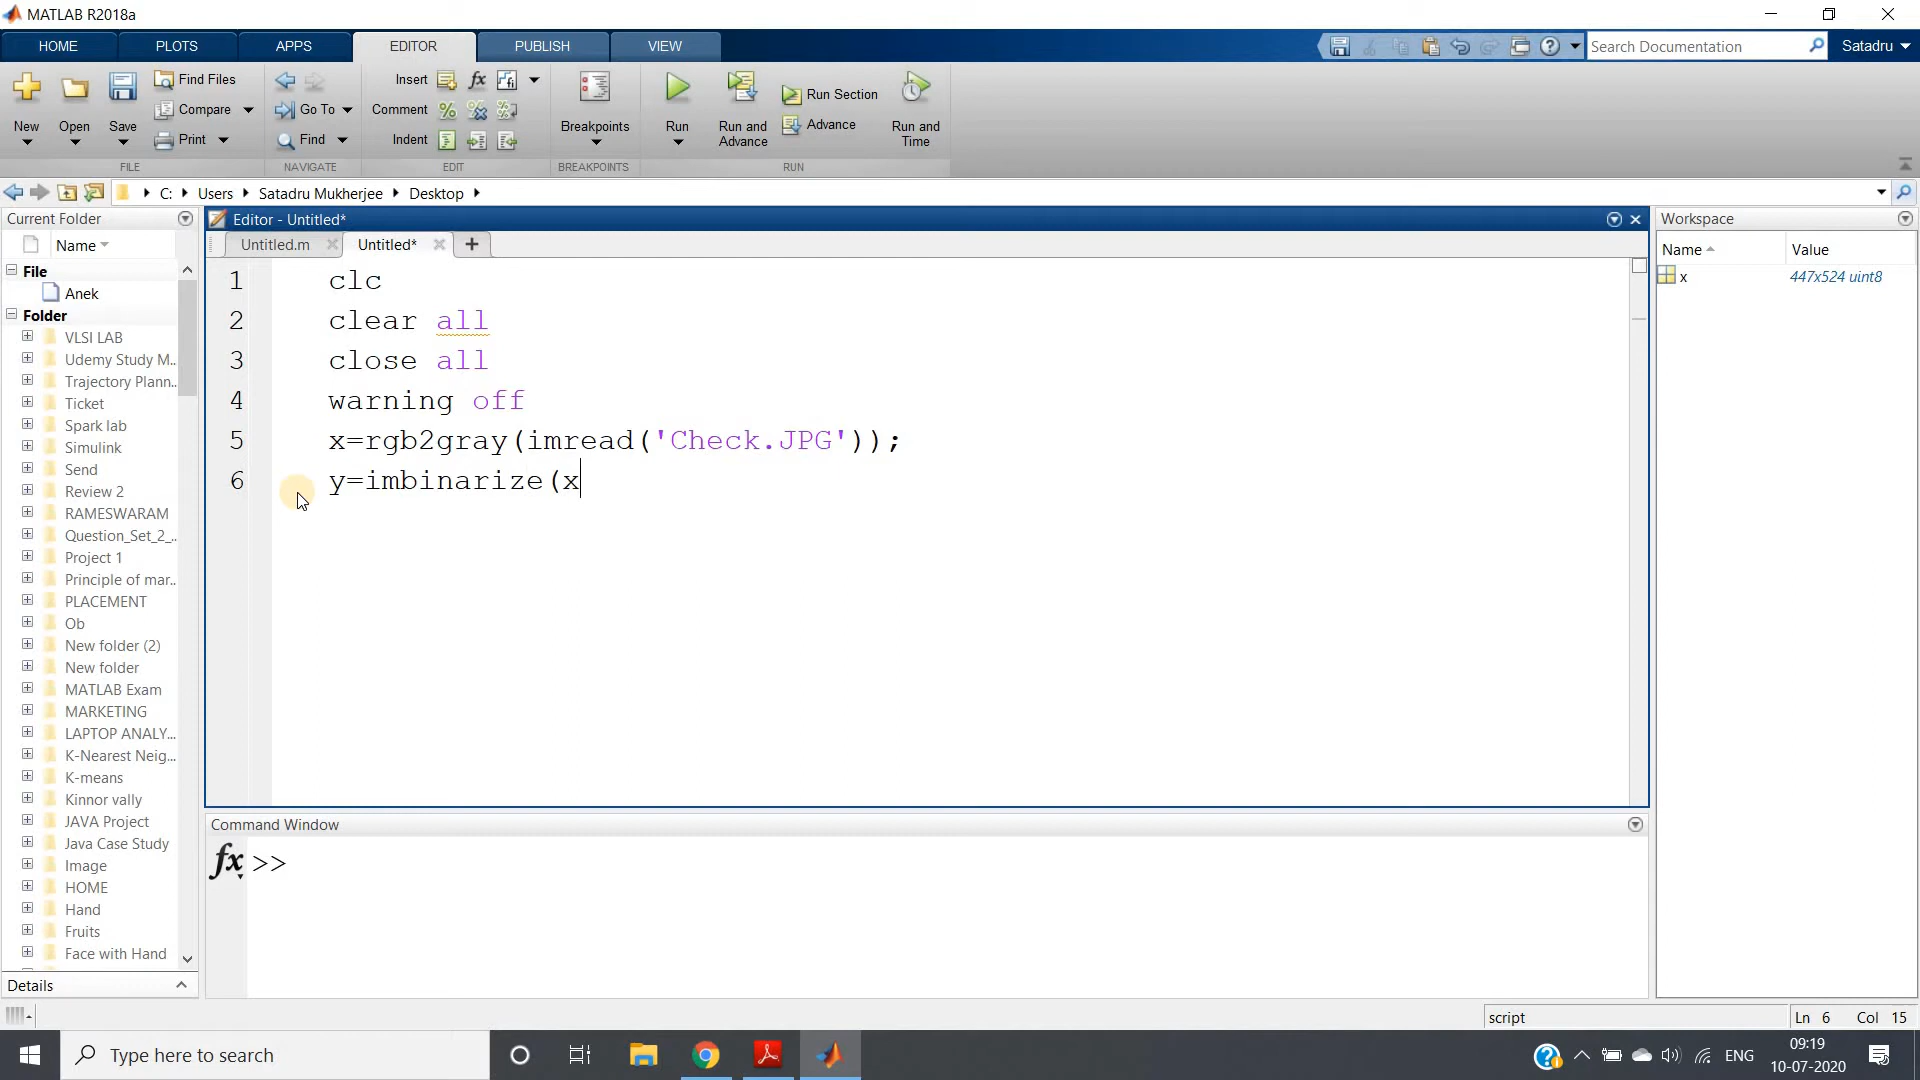 MATLAB R2018a
HOME PLOTS APPS EDITOR PUBLISH VIEW Search Documentation Satadru
Find Files Insert fx
New Open Save Compare Go To Comment Breakpoints Run Run and Advance Run Section Advance Run and Time
Print Find Indent
FILE NAVIGATE EDIT BREAKPOINTS RUN
C: Users Satadru Mukherjee Desktop
Current Folder Editor - Untitled* Workspace
Name Untitled.m Untitled* Name Value
File
Anek
Folder
VLSI LAB
Udemy Study M..
Trajectory Plann..
Ticket
Spark lab
Simulink
Send
Review 2
RAMESWARAM
Question_Set_2_..
Project 1
Principle of mar..
PLACEMENT
Ob
New folder (2)
New folder
MATLAB Exam
MARKETING
LAPTOP ANALY...
K-Nearest Neig...
K-means
Kinnor vally
JAVA Project
Java Case Study
Image
HOME
Hand
Fruits
Face with Hand
Details
1 clc
2 clear all
3 close all
4 warning off
5 x=rgb2gray(imread('Check.JPG'));
6 y=imbinarize(x
x 447x524 uint8
Command Window
fx >>
script Ln 6 Col 15
Type here to search ENG 09:19
10-07-2020